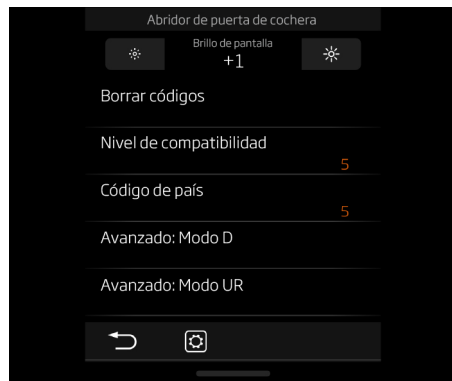 Abridor de puerta de cochera
Brillo de pantalla
+1
Borrar códigos
Nivel de compatibilidad
5
Código de país
5
Avanzado: Modo D
Avanzado: Modo UR